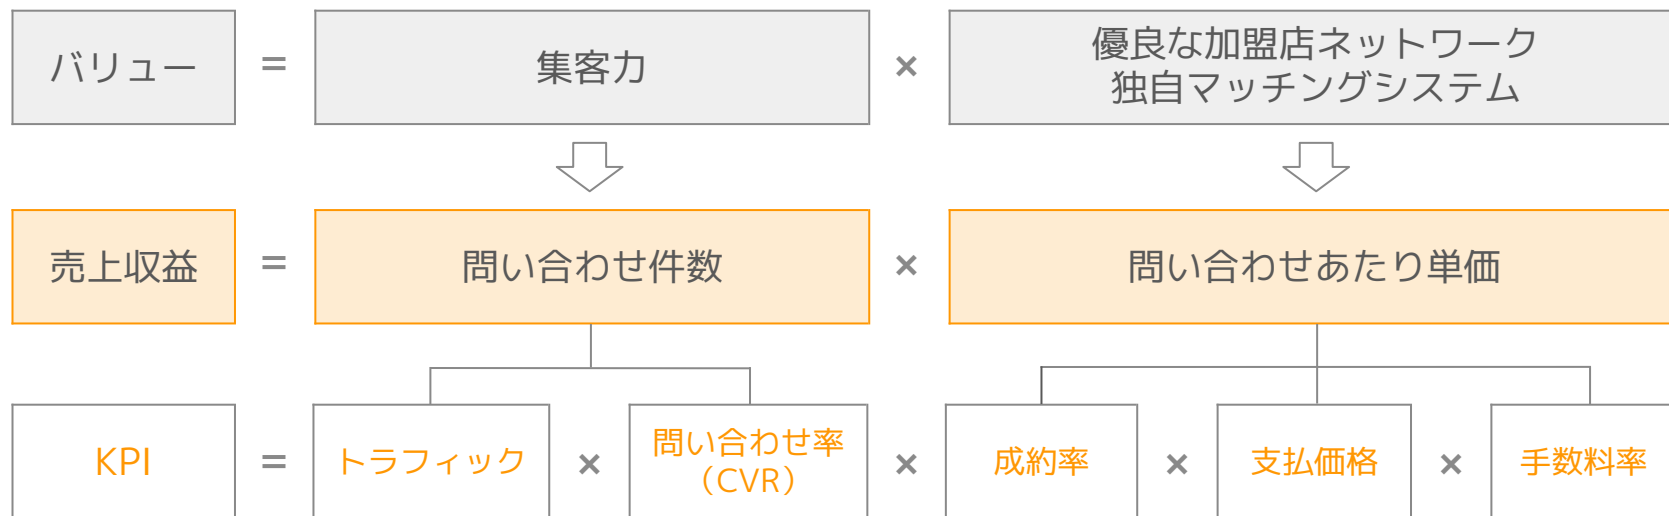 バリュー = 集客力 × 優良な加盟店ネットワーク
独自マッチングシステム
売上収益 = 問い合わせ件数 × 問い合わせあたり単価
KPI = トラフィック × 問い合わせ率
（CVR） × 成約率 × 支払価格 × 手数料率